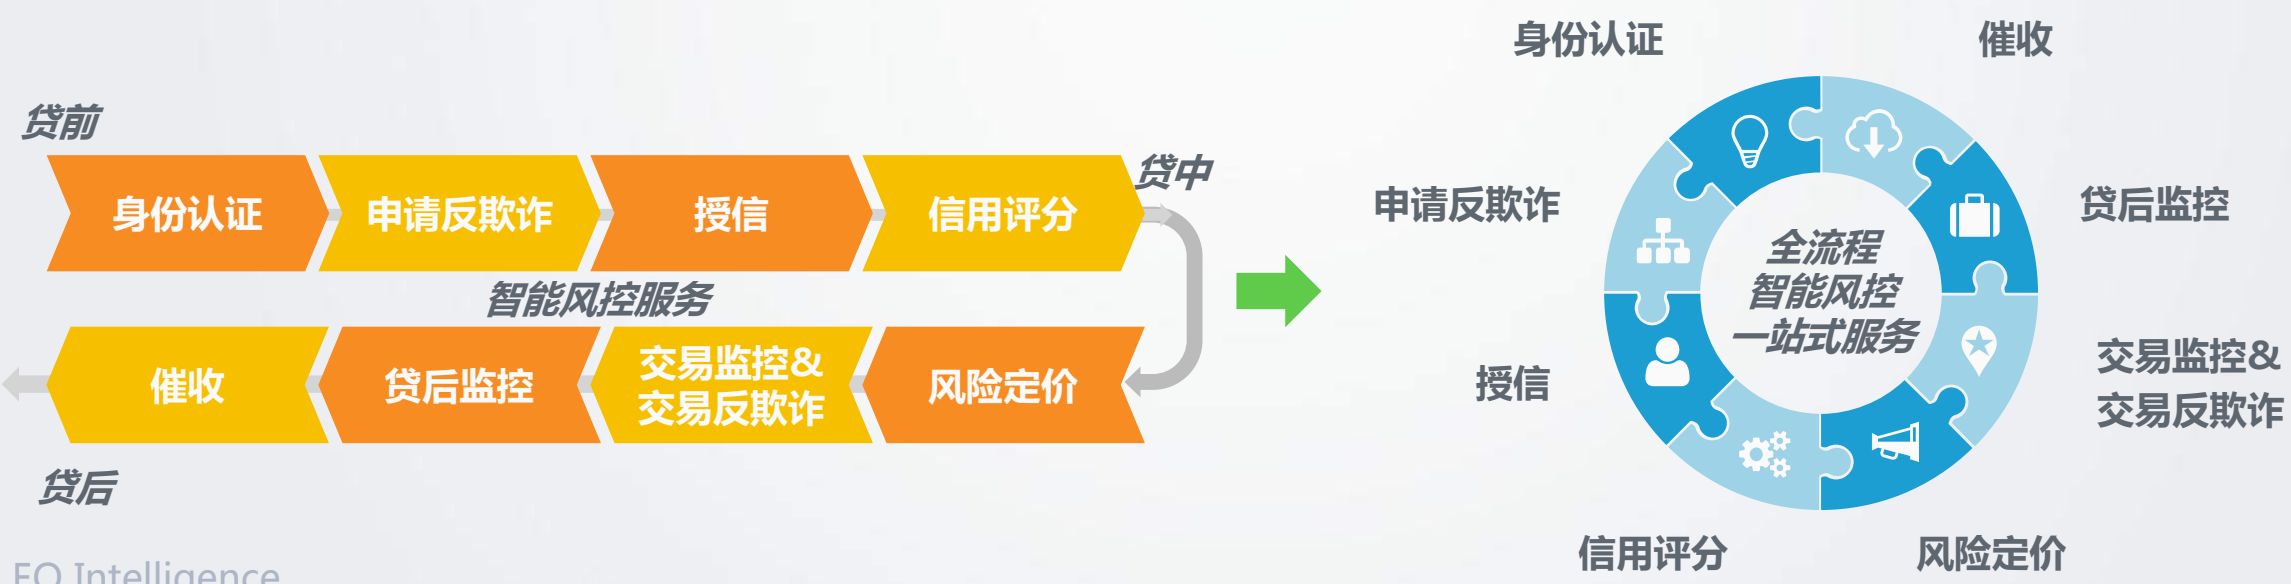 贷前
身份认证
申请反欺诈
授信
信用评分
贷中
智能风控服务
催收
贷后监控
交易监控&
交易反欺诈
风险定价
贷后
身份认证
催收
申请反欺诈
贷后监控
全流程
智能风控
一站式服务
授信
交易监控&
交易反欺诈
信用评分
风险定价
EO Intelligence